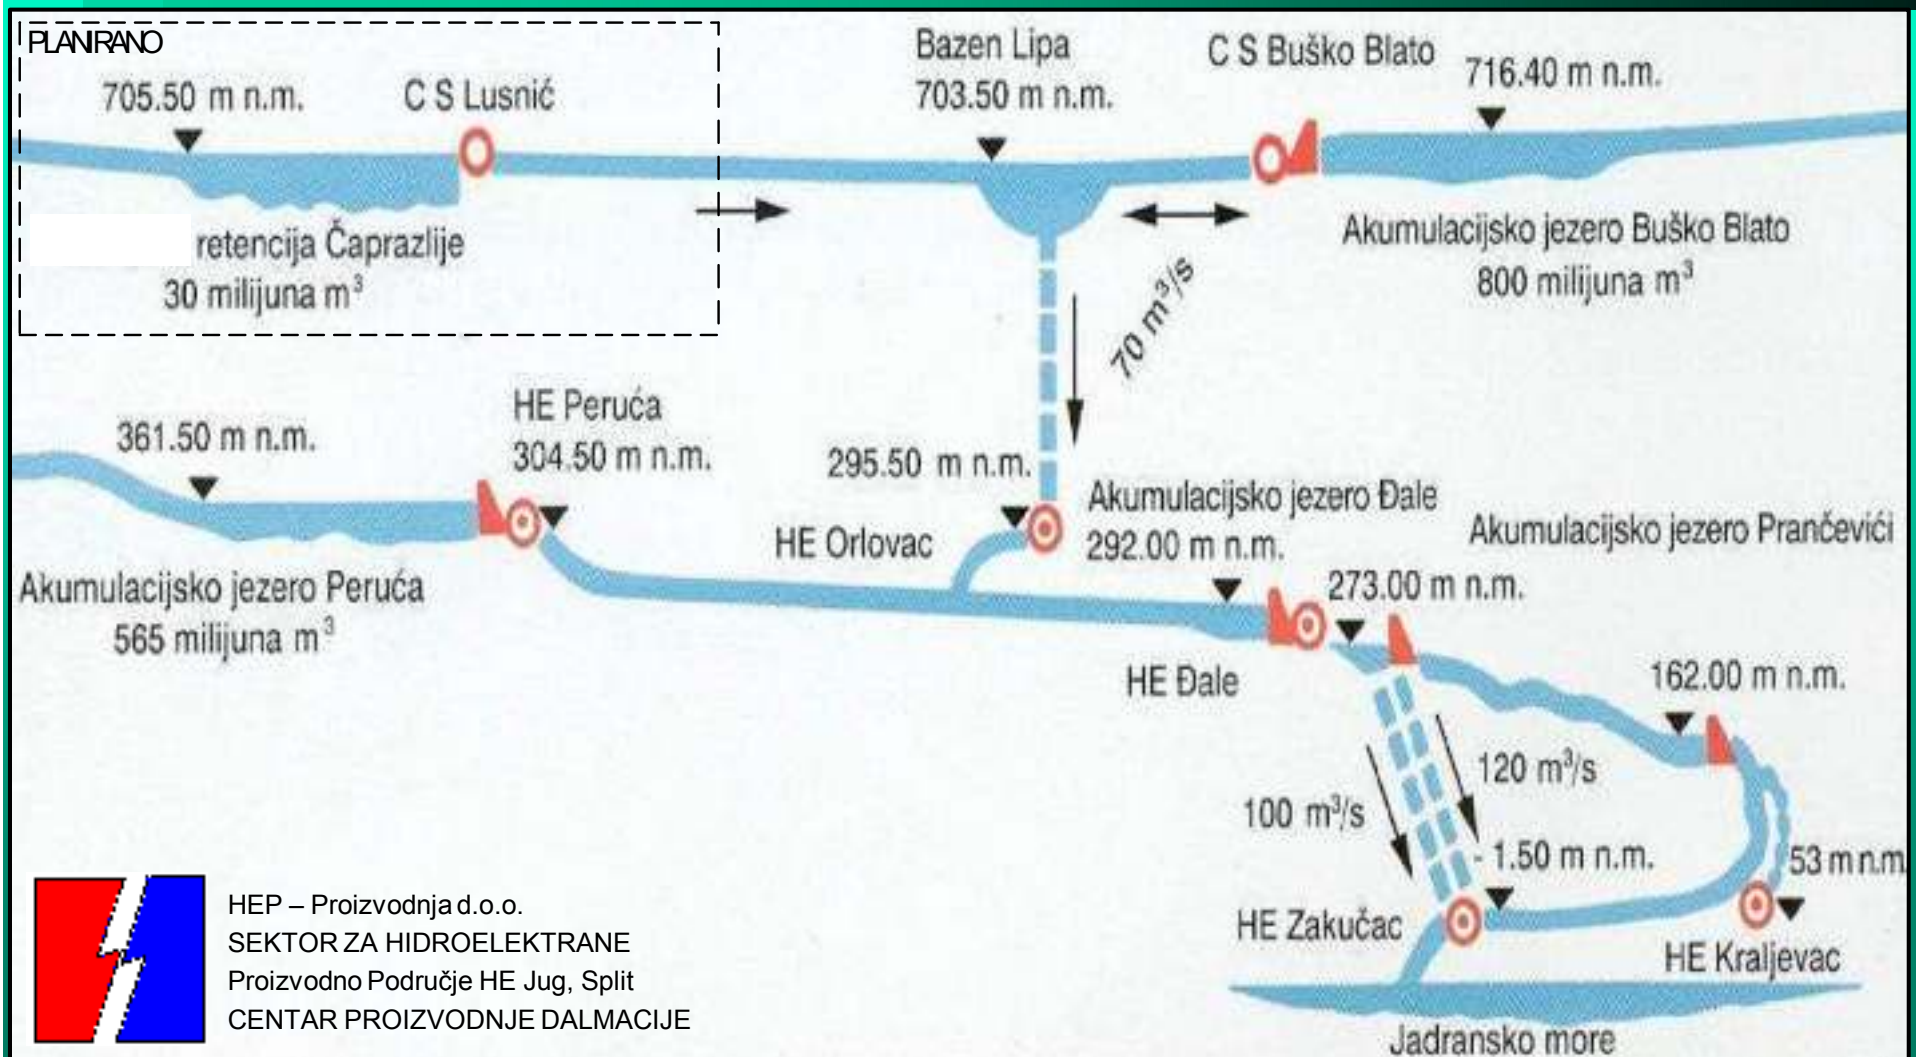 PLANIRANO
705.50 m n.m.
C S Lusnić
Bazen Lipa
703.50 m n.m.
C S Buško Blato
716.40 m n.m.
retencija Čaprazlije
30 milijuna m³
Akumulacijsko jezero Buško Blato
800 milijuna m³
70 m³/s
361.50 m n.m.
HE Peruća
304.50 m n.m.
295.50 m n.m.
HE Orlovac
Akumulacijsko jezero Đale
292.00 m n.m.
Akumulacijsko jezero Prančevići
273.00 m n.m.
Akumulacijsko jezero Peruća
565 milijuna m³
HE Đale
162.00 m n.m.
120 m³/s
100 m³/s
- 1.50 m n.m.
53 m n.m.
HE Zakučac
HE Kraljevac
Jadransko more
HEP – Proizvodnja d.o.o.
SEKTOR ZA HIDROELEKTRANE
Proizvodno Područje HE Jug, Split
CENTAR PROIZVODNJE DALMACIJE